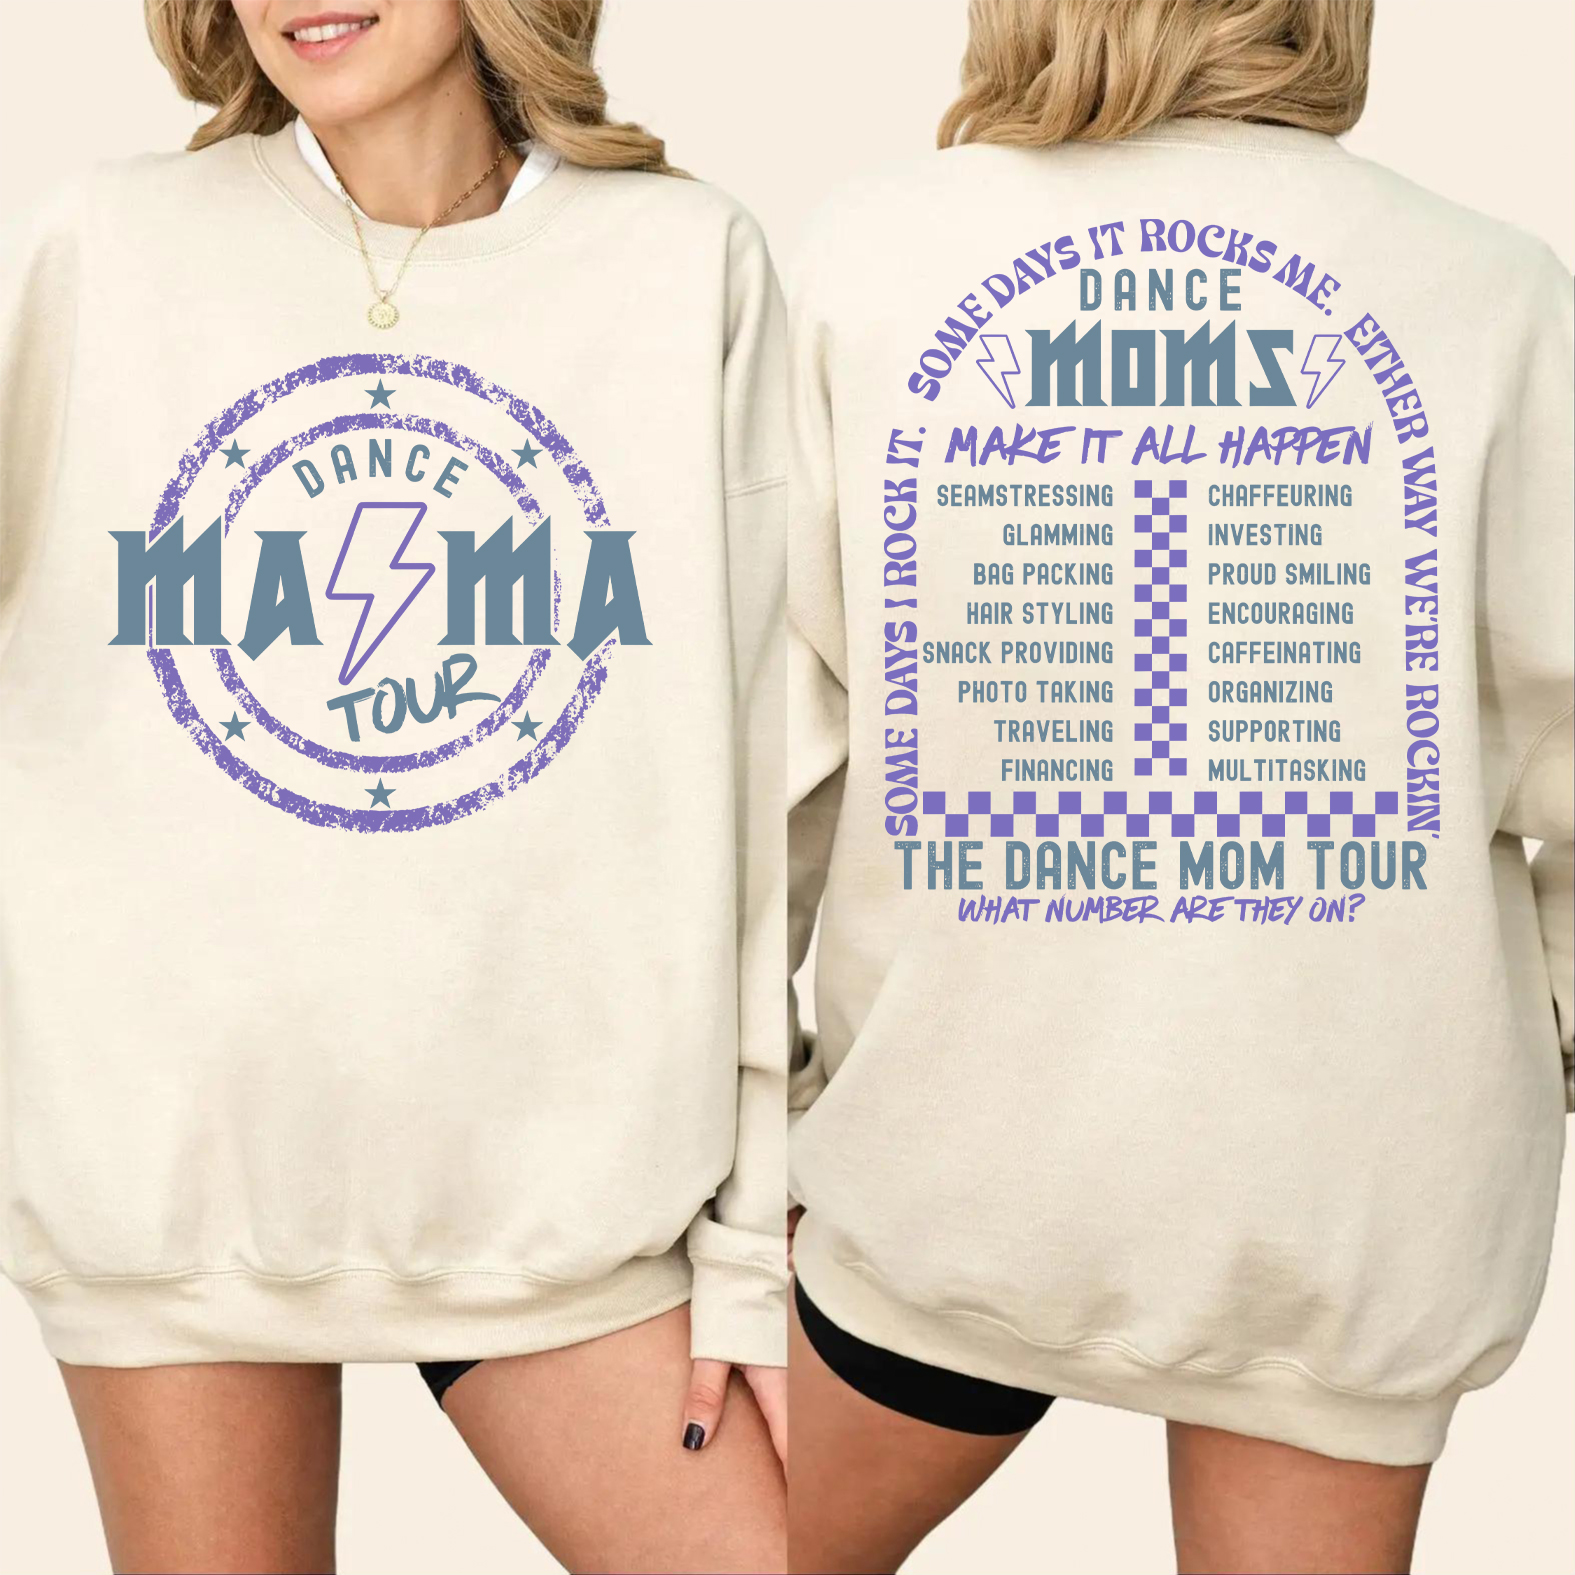 DANCE
MAMA
TOUR
SOME DAYS I ROCK IT. SOME DAYS IT ROCKS ME. EITHER WAY WE'RE ROCKIN'
DANCE
MOMS
MAKE IT ALL HAPPEN
SEAMSTRESSING CHAFFEURING
GLAMMING INVESTING
BAG PACKING PROUD SMILING
HAIR STYLING ENCOURAGING
SNACK PROVIDING CAFFEINATING
PHOTO TAKING ORGANIZING
TRAVELING SUPPORTING
FINANCING MULTITASKING
THE DANCE MOM TOUR
WHAT NUMBER ARE THEY ON?